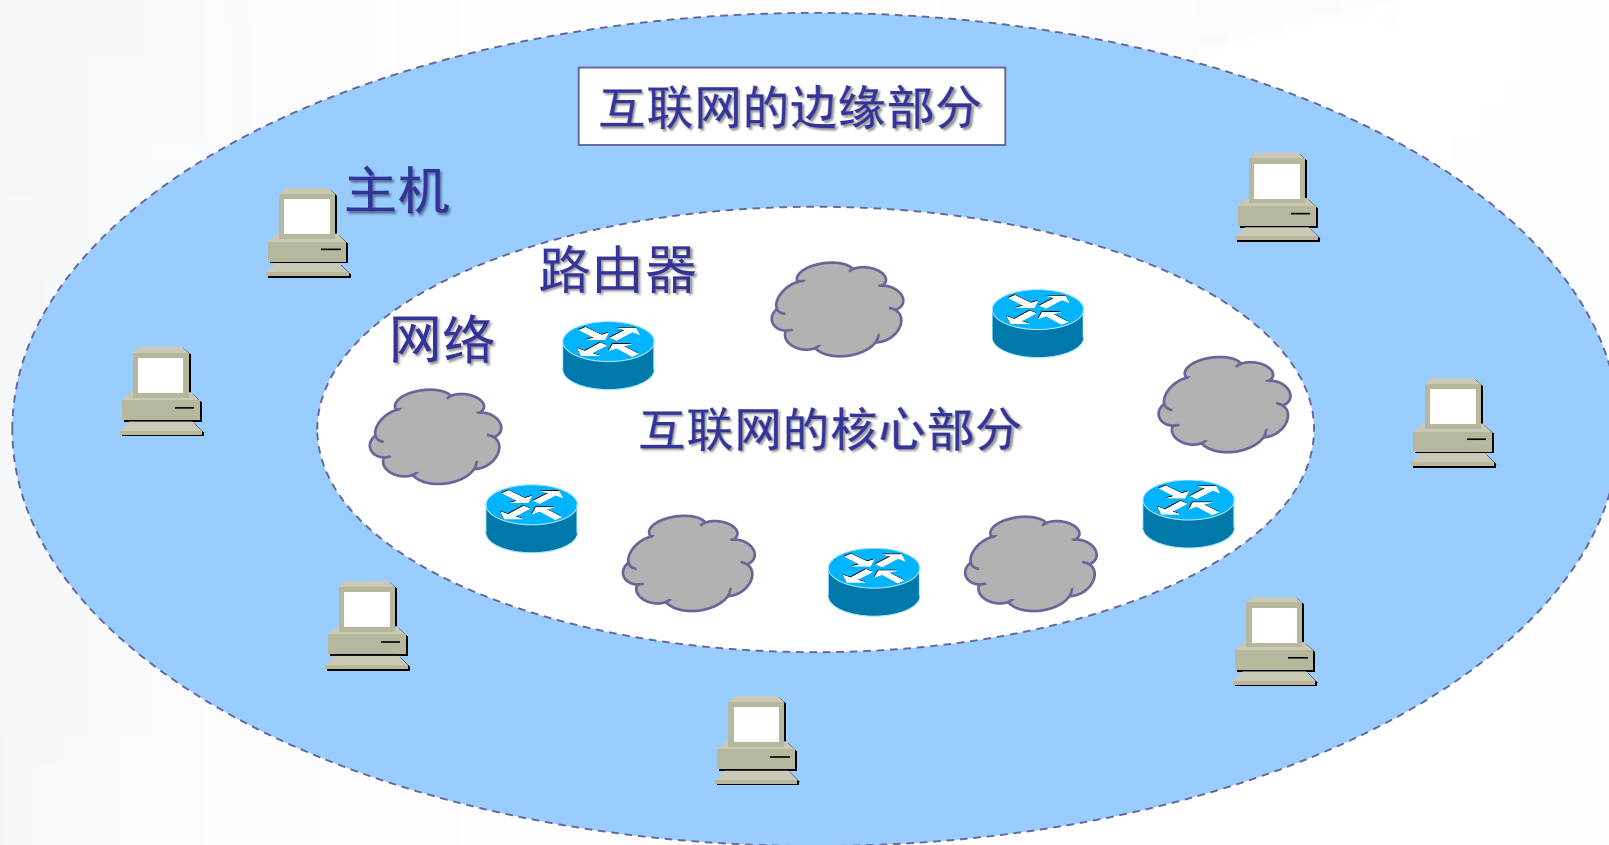 互联网的边缘部分
主机
路由器
网络
互联网的核心部分